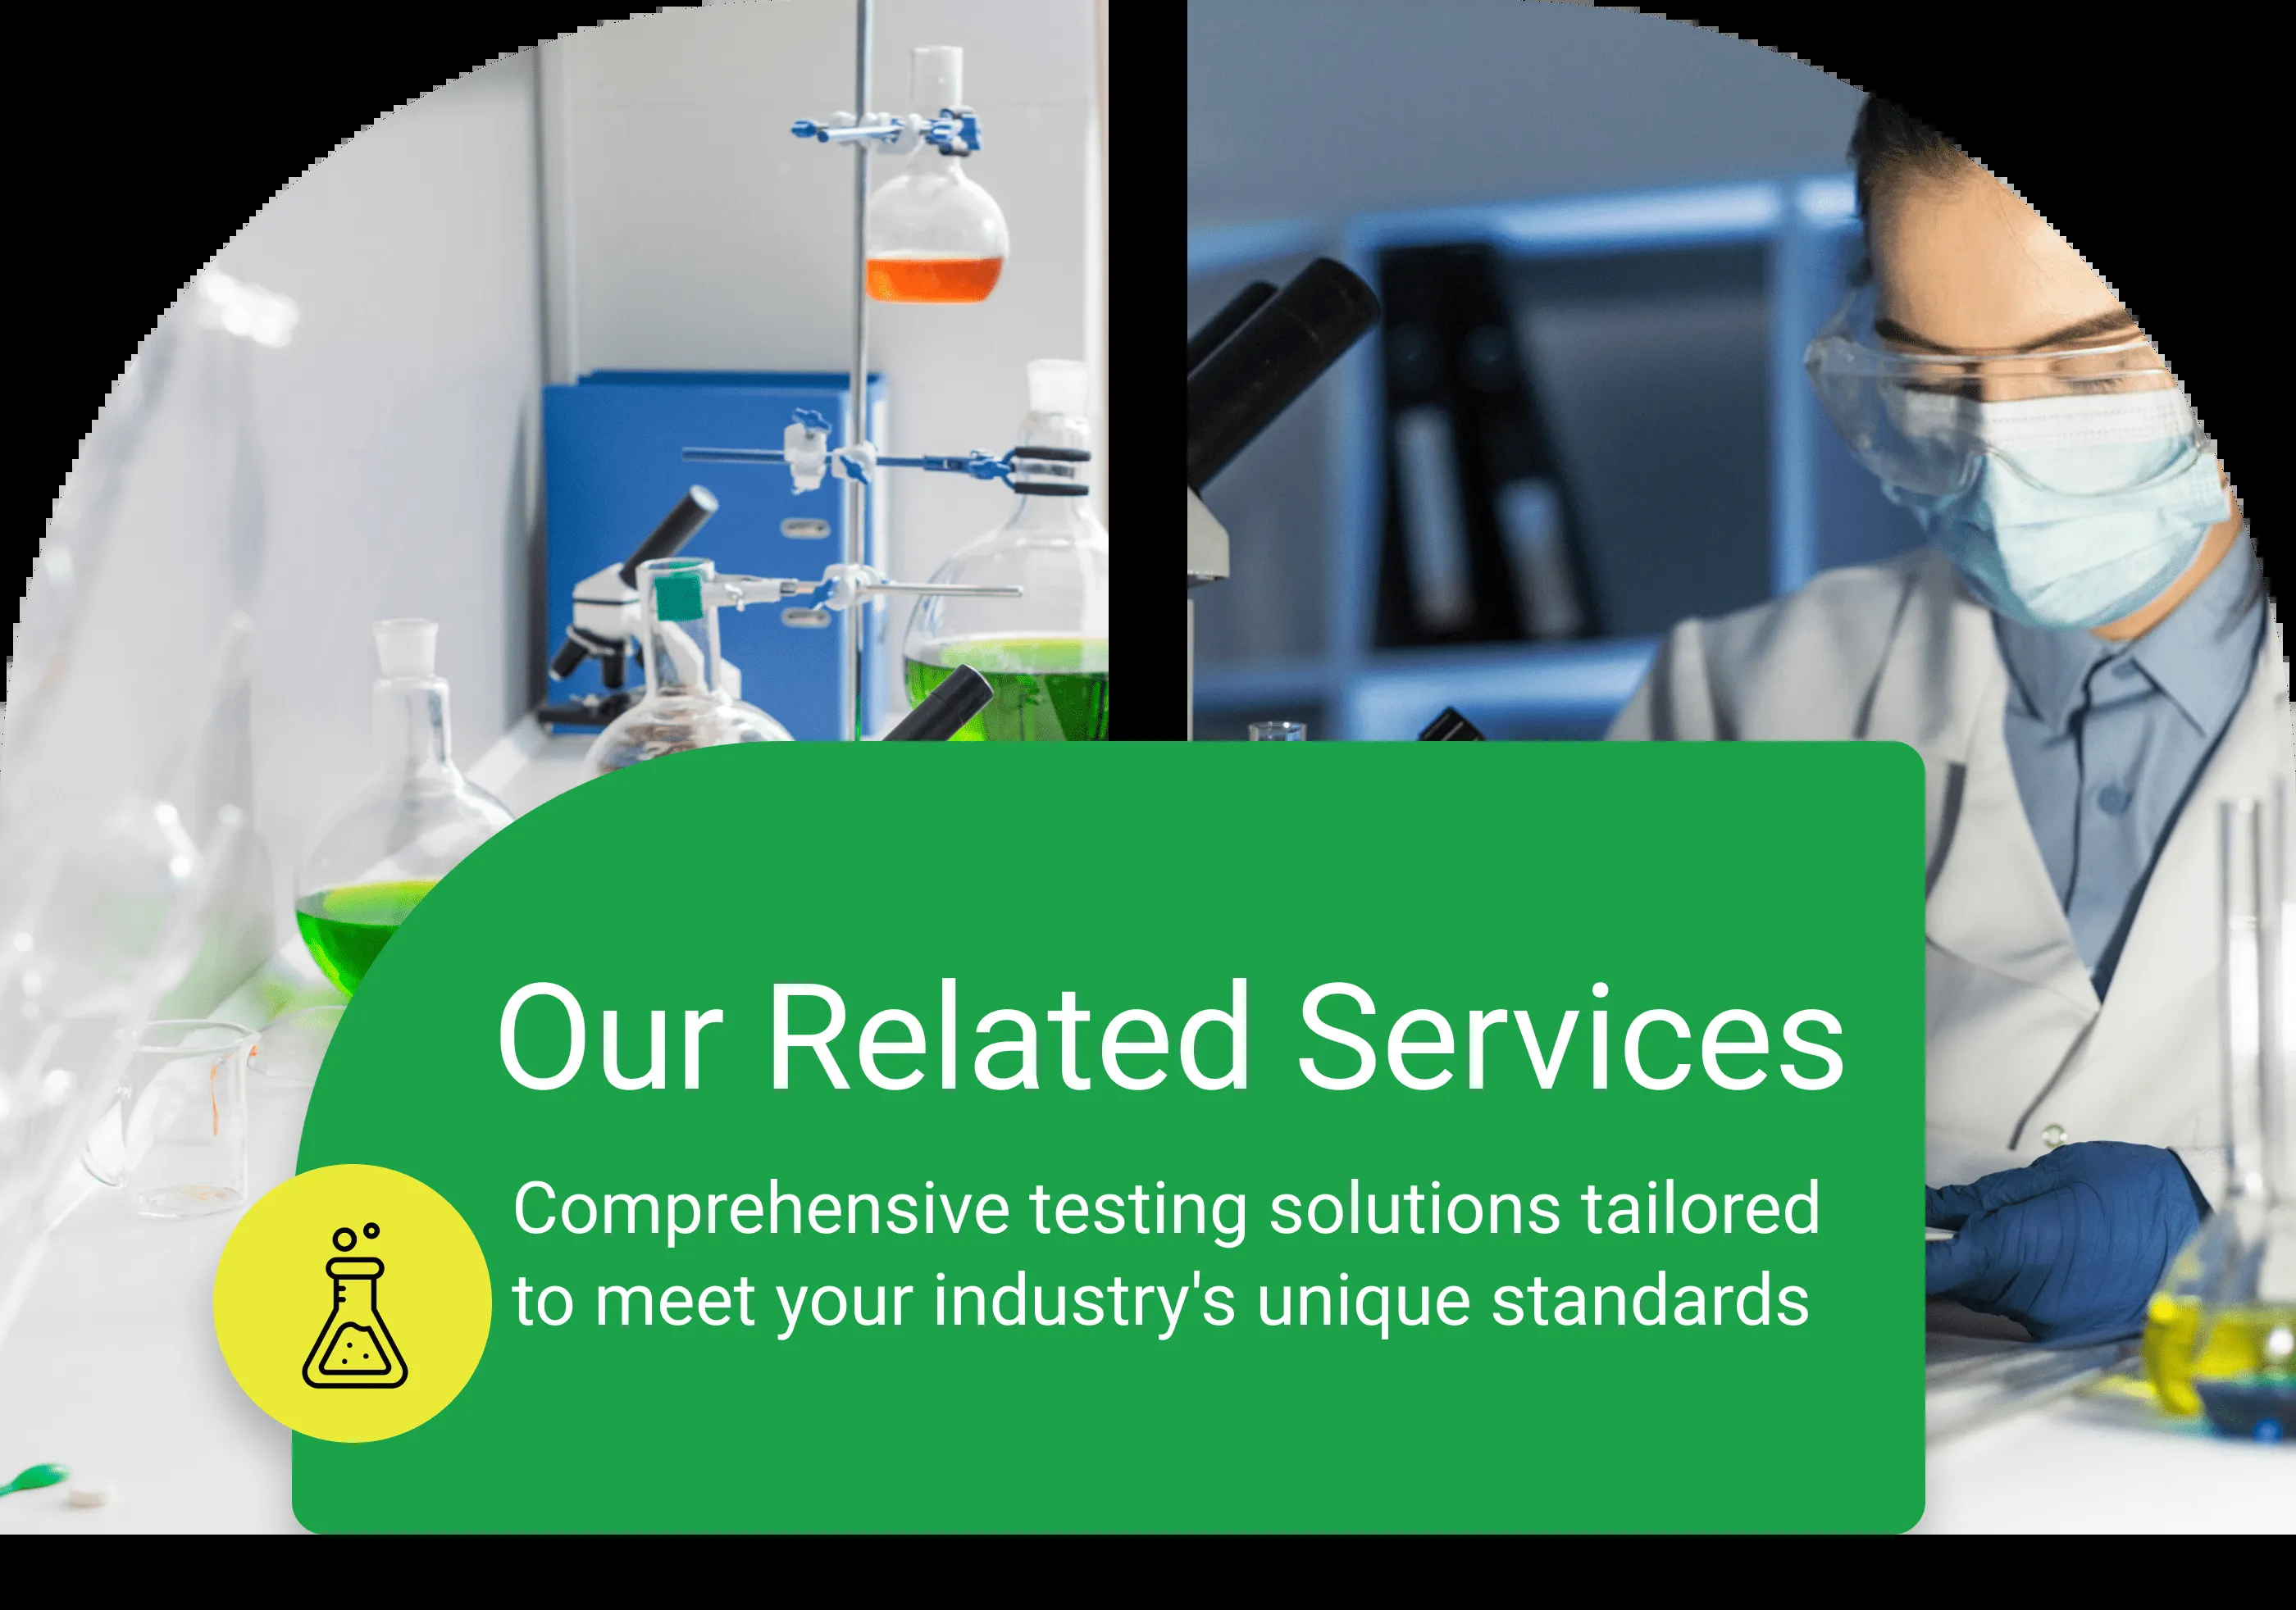 Our Related Services
Comprehensive testing solutions tailored
to meet your industry's unique standards